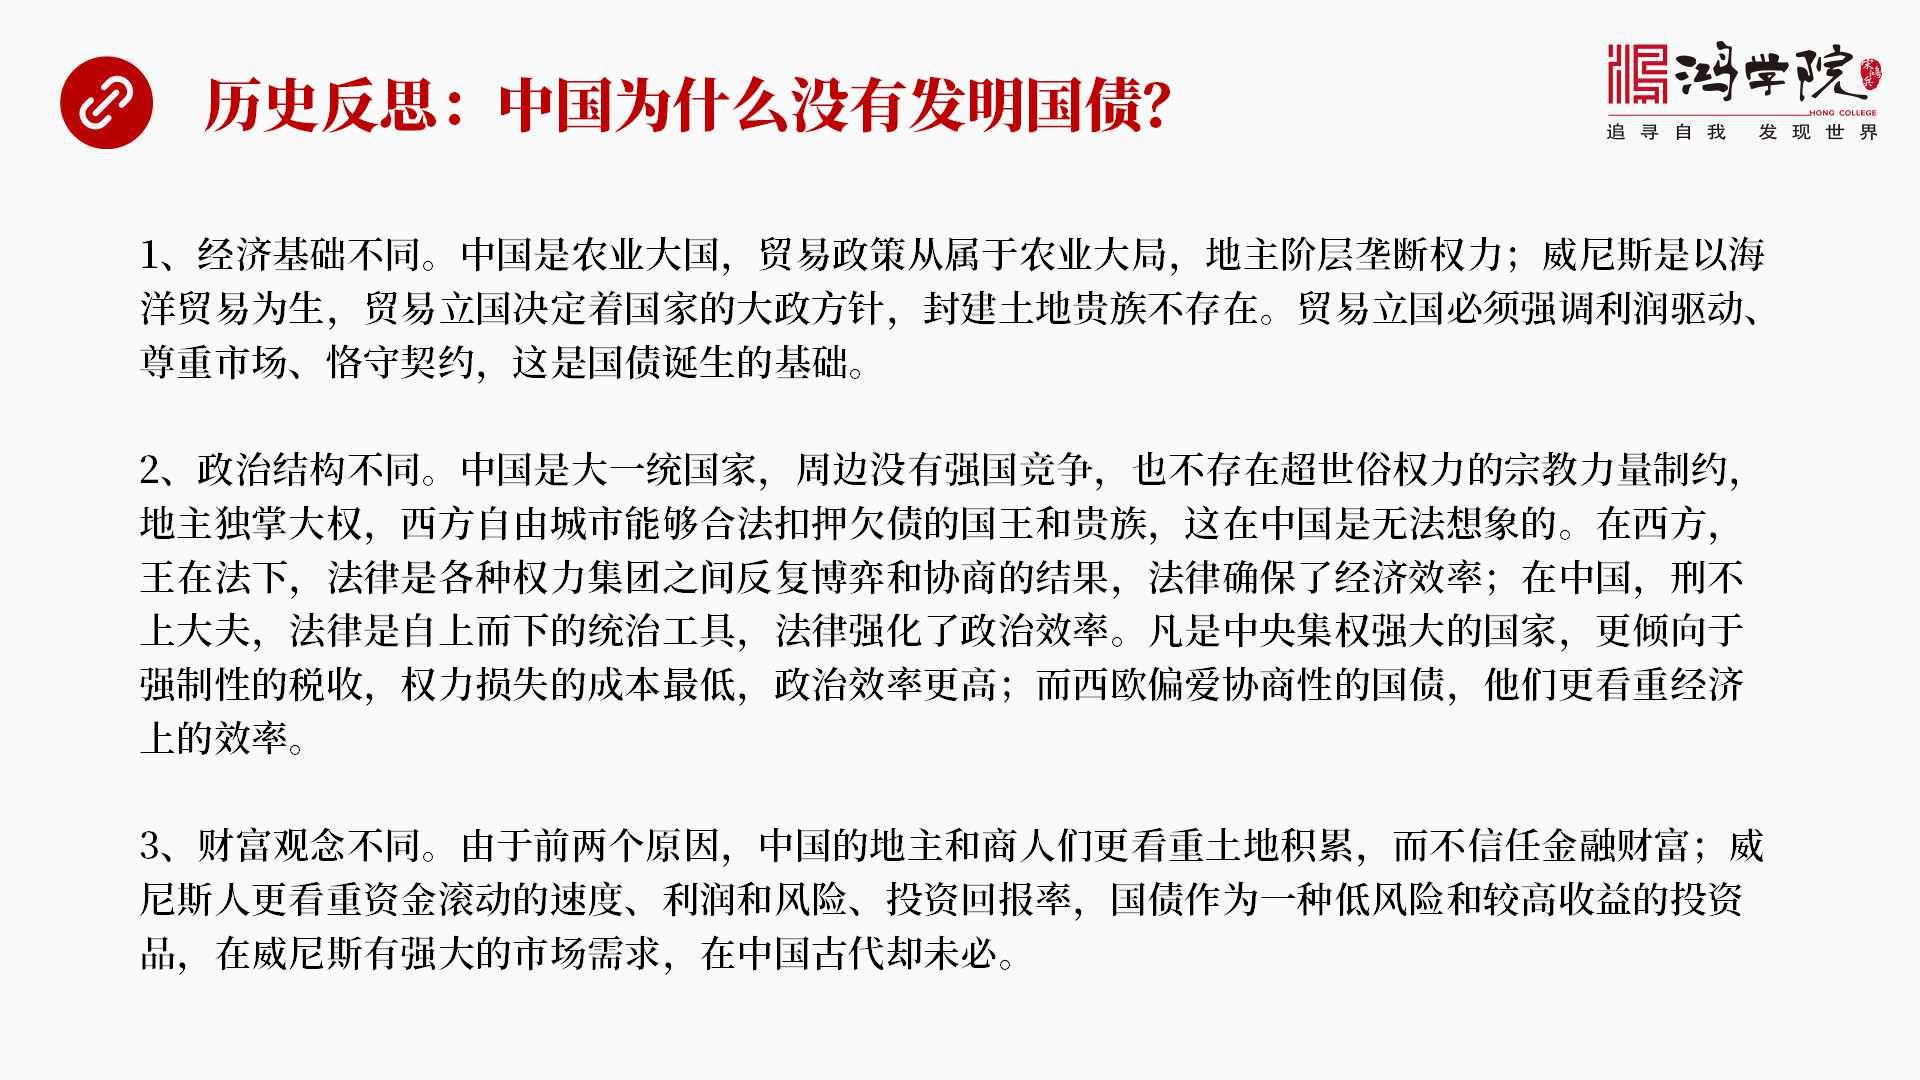 历史反思：中国为什么没有发明国债？
鸿学院
宋鸿兵
HONG COLLEGE
追寻自我 发现世界
1、经济基础不同。中国是农业大国，贸易政策从属于农业大局，地主阶层垄断权力；威尼斯是以海
洋贸易为生，贸易立国决定着国家的大政方针，封建土地贵族不存在。贸易立国必须强调利润驱动、
尊重市场、恪守契约，这是国债诞生的基础。
2、政治结构不同。中国是大一统国家，周边没有强国竞争，也不存在超世俗权力的宗教力量制约，
地主独掌大权，西方自由城市能够合法扣押欠债的国王和贵族，这在中国是无法想象的。在西方，
王在法下，法律是各种权力集团之间反复博弈和协商的结果，法律确保了经济效率；在中国，刑不
上大夫，法律是自上而下的统治工具，法律强化了政治效率。凡是中央集权强大的国家，更倾向于
强制性的税收，权力损失的成本最低，政治效率更高；而西欧偏爱协商性的国债，他们更看重经济
上的效率。
3、财富观念不同。由于前两个原因，中国的地主和商人们更看重土地积累，而不信任金融财富；威
尼斯人更看重资金滚动的速度、利润和风险、投资回报率，国债作为一种低风险和较高收益的投资
品，在威尼斯有强大的市场需求，在中国古代却未必。